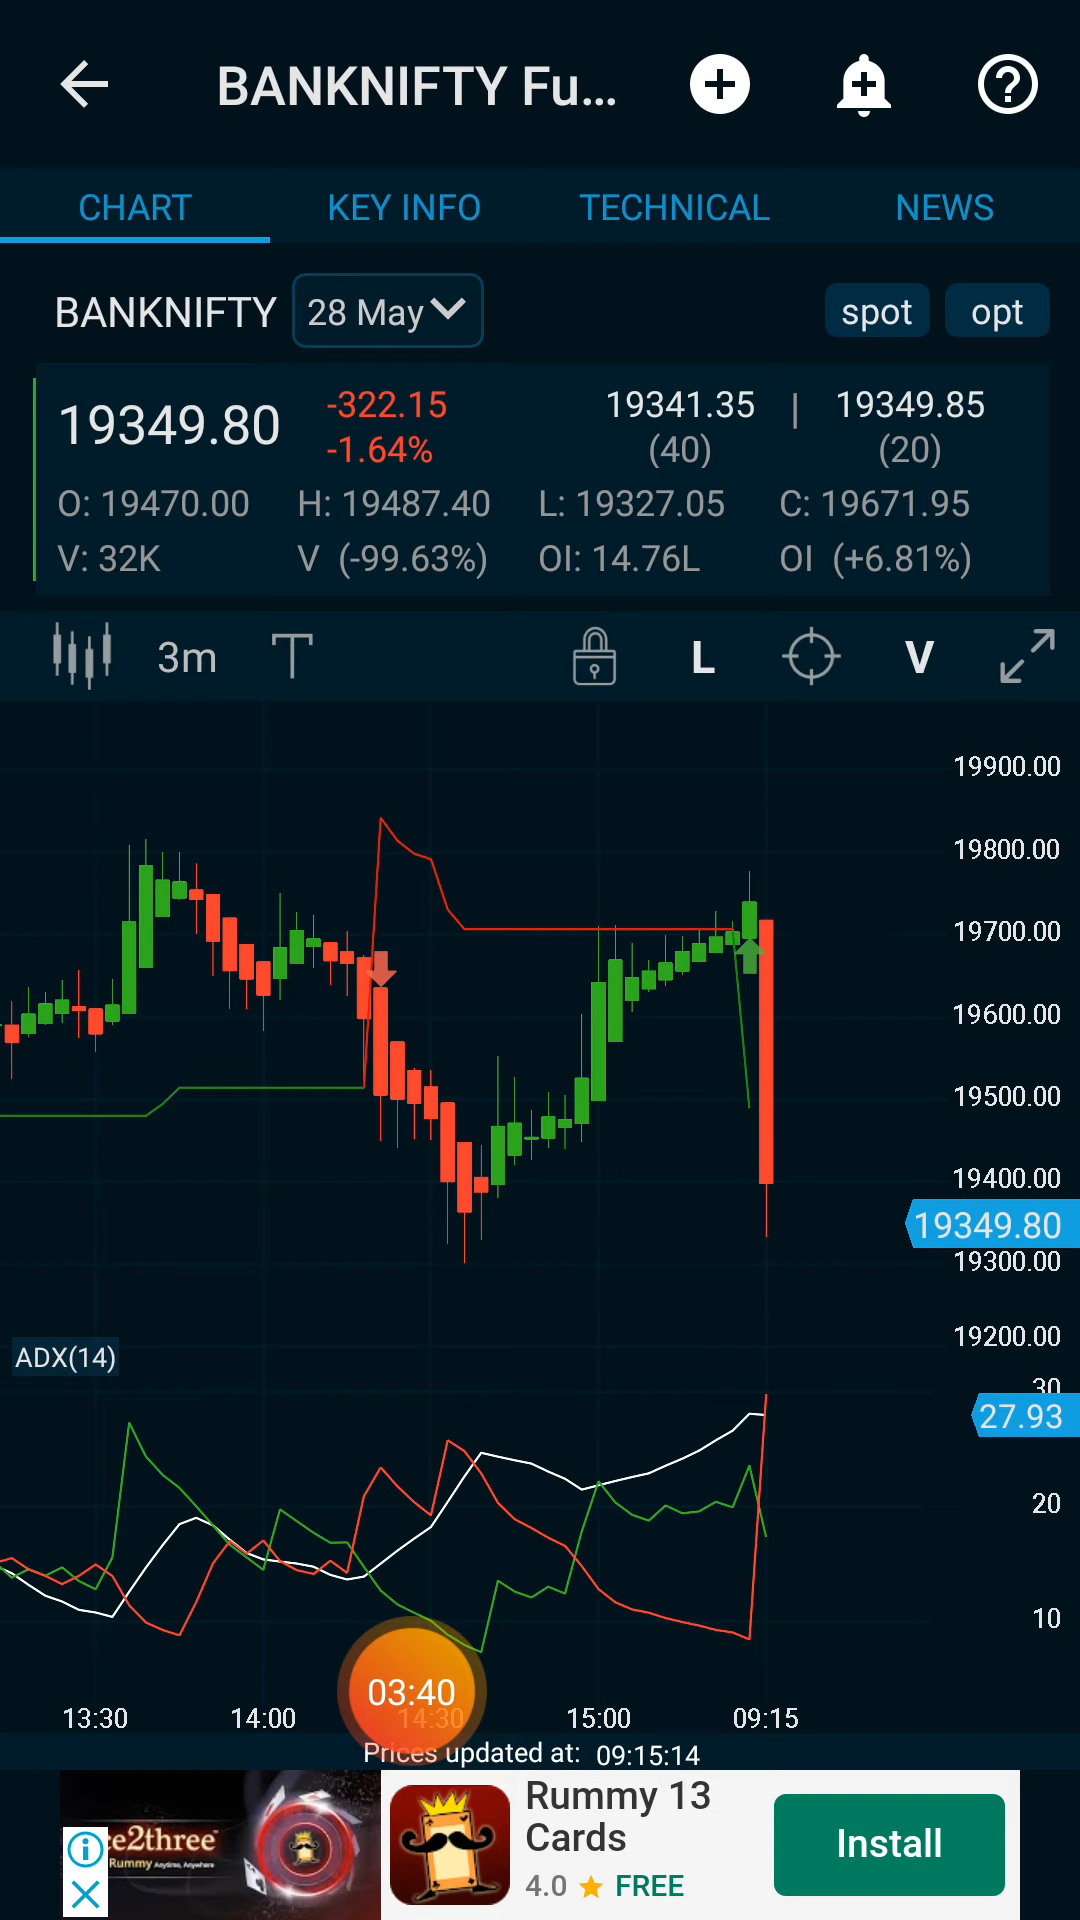 BANKNIFTY Fu...
CHART KEY INFO TECHNICAL NEWS
BANKNIFTY 28 May spot opt
19349.80 -322.15 19341.35 | 19349.85
-1.64% (40) (20)
O: 19470.00 H: 19487.40 L: 19327.05 C: 19671.95
V: 32K V (-99.63%) OI: 14.76L OI (+6.81%)
3m T L V
19900.00
19800.00
19700.00
19600.00
19500.00
19400.00
19349.80
19300.00
19200.00
ADX(14)
30
27.93
20
10
03:40
13:30 14:00 14:30 15:00 09:15
Prices updated at: 09:15:14
Rummy 13
Cards
4.0 FREE
Install
ce2three
Rummy Anytime, Anywhere